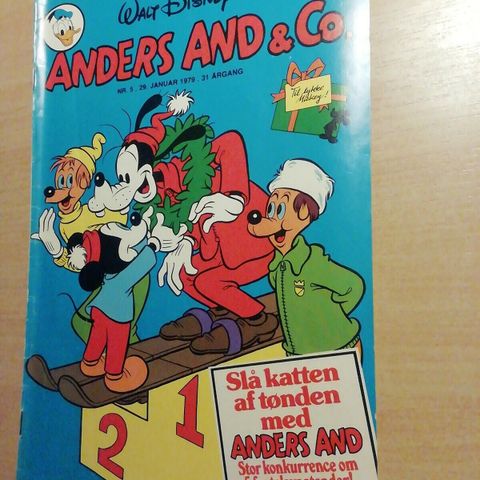 WALT DISNEY
ANDERS AND & Co.
NR. 5 . 29. JANUAR 1979 . 31. ÅRGANG
Til lykke
Mickey!
2
1
Slå katten
af tønden
med
ANDERS AND
Stor konkurrence om